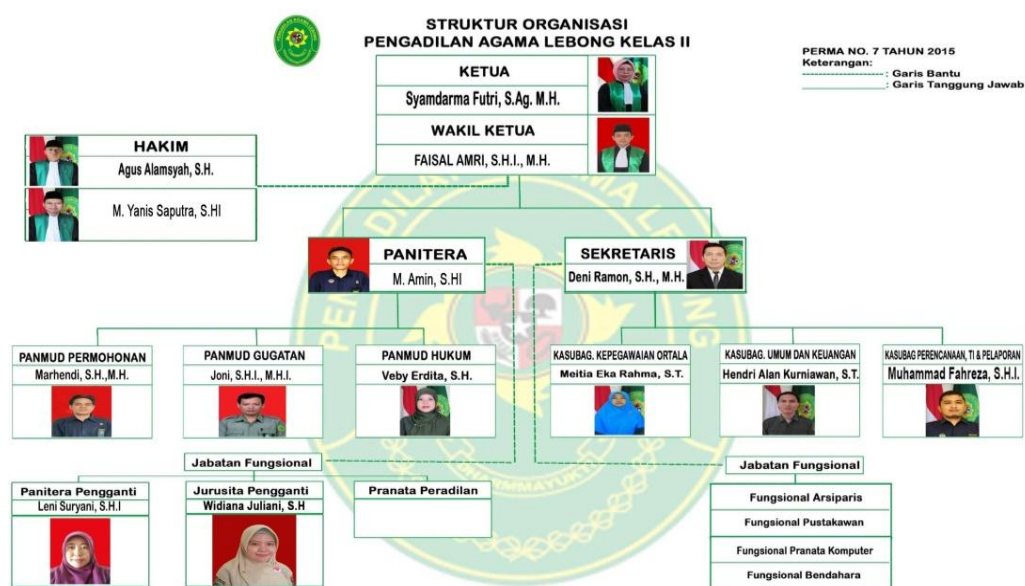 STRUKTUR ORGANISASI
PENGADILAN AGAMA LEBONG KELAS II
PERMA NO. 7 TAHUN 2015
Keterangan:
: Garis Bantu
: Garis Tanggung Jawab
KETUA
Syamdarma Futri, S.Ag. M.H.
WAKIL KETUA
FAISAL AMRI, S.H.I., M.H.
HAKIM
Agus Alamsyah, S.H.
M. Yanis Saputra, S.HI
PANITERA
M. Amin, S.HI
SEKRETARIS
Deni Ramon, S.H., M.H.
PANMUD PERMOHONAN
Marhendi, S.H.,M.H.
PANMUD GUGATAN
Joni, S.H.I., M.H.I.
PANMUD HUKUM
Veby Erdita, S.H.
KASUBAG. KEPEGAWAIAN ORTALA
Meitia Eka Rahma, S.T.
KASUBAG. UMUM DAN KEUANGAN
Hendri Alan Kurniawan, S.T.
KASUBAG PERENCANAAN, TI & PELAPORAN
Muhammad Fahreza, S.H.I.
Jabatan Fungsional
Panitera Pengganti
Leni Suryani, S.H.I
Jurusita Pengganti
Widiana Juliani, S.H
Pranata Peradilan
Jabatan Fungsional
Fungsional Arsiparis
Fungsional Pustakawan
Fungsional Pranata Komputer
Fungsional Bendahara